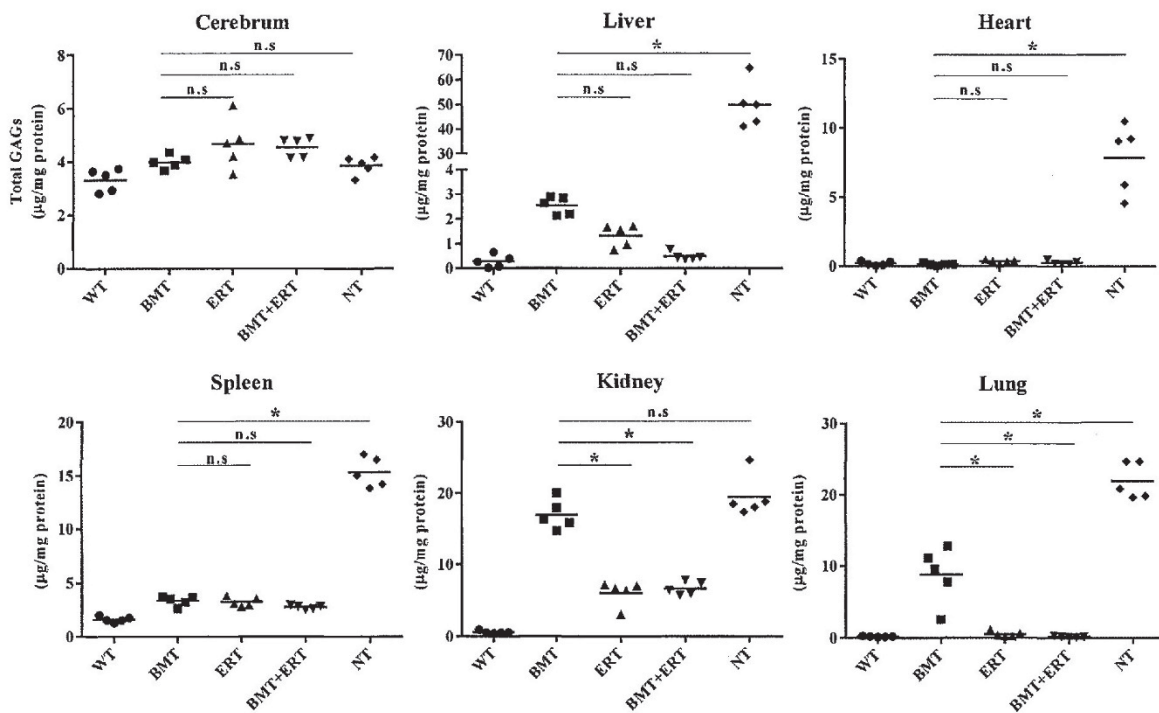 Cerebrum
n.s
n.s
n.s
Total GAGs
(µg/mg protein)
8
6
4
2
0
WT
BMT
ERT
BMT+ERT
NT
Liver
*
n.s
n.s
(µg/mg protein)
70
60
50
40
30
3
2
1
0
WT
BMT
ERT
BMT+ERT
NT
Heart
*
n.s
n.s
(µg/mg protein)
15
10
5
0
WT
BMT
ERT
BMT+ERT
NT
Spleen
*
n.s
n.s
(µg/mg protein)
20
15
10
5
0
WT
BMT
ERT
BMT+ERT
NT
Kidney
n.s
*
*
(µg/mg protein)
30
20
10
0
WT
BMT
ERT
BMT+ERT
NT
Lung
*
*
*
(µg/mg protein)
30
20
10
0
WT
BMT
ERT
BMT+ERT
NT